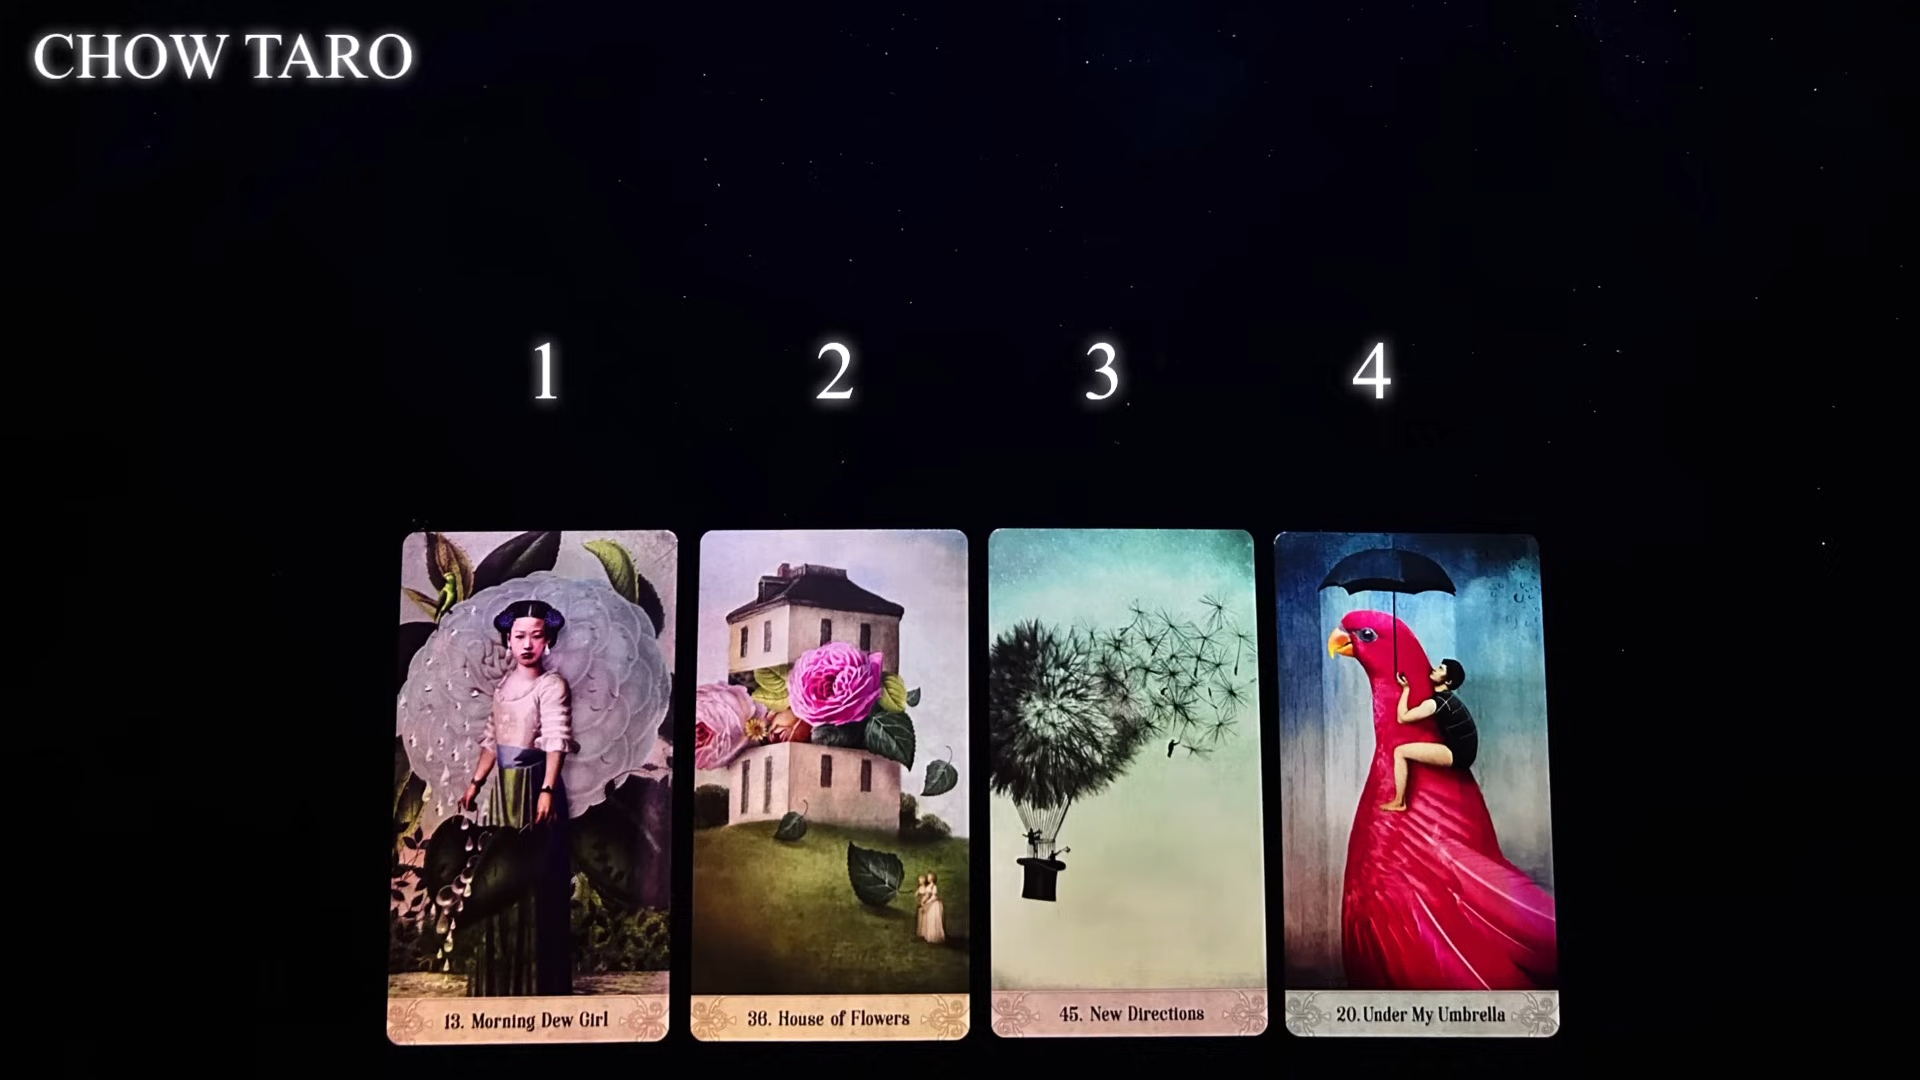 CHOW TARO
1 2 3 4
13. Morning Dew Girl
36. House of Flowers
45. New Directions
20. Under My Umbrella